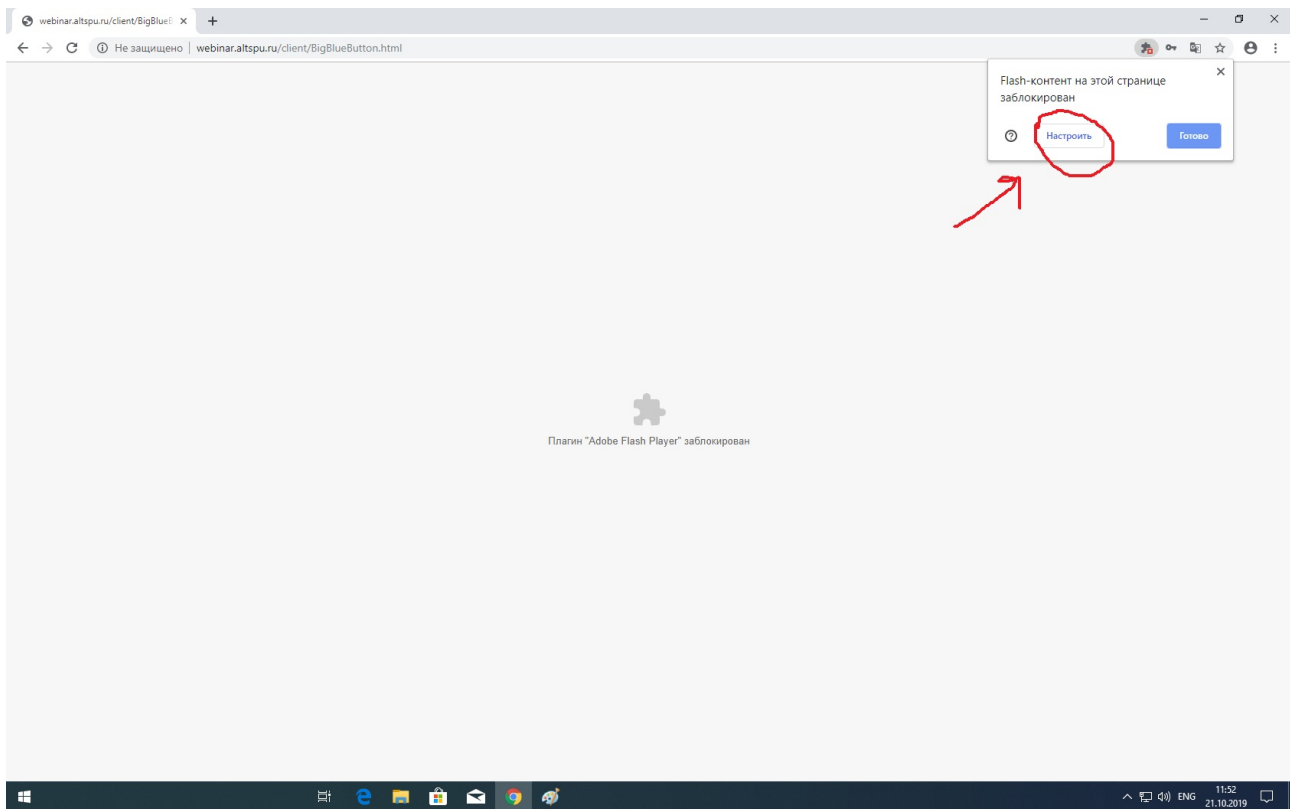 webinar.altspu.ru/client/BigBlueB
Не защищено | webinar.altspu.ru/client/BigBlueButton.html
Flash-контент на этой странице
заблокирован
Настроить
Готово
Плагин "Adobe Flash Player" заблокирован
ENG
11:52
21.10.2019